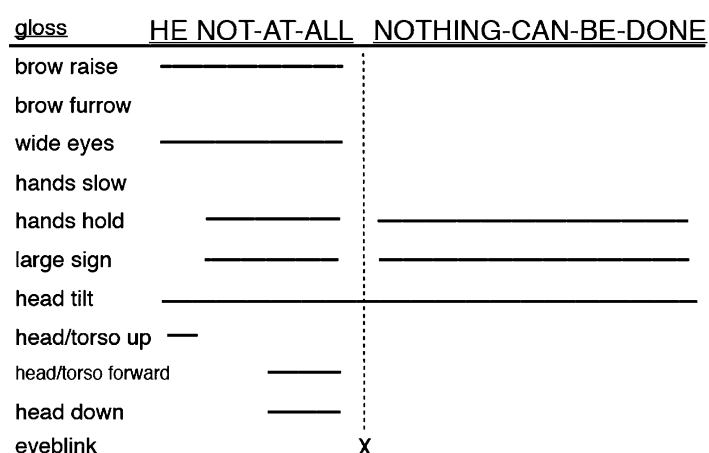 gloss HE NOT-AT-ALL NOTHING-CAN-BE-DONE
brow raise
brow furrow
wide eyes
hands slow
hands hold
large sign
head tilt
head/torso up
head/torso forward
head down
eyeblink X